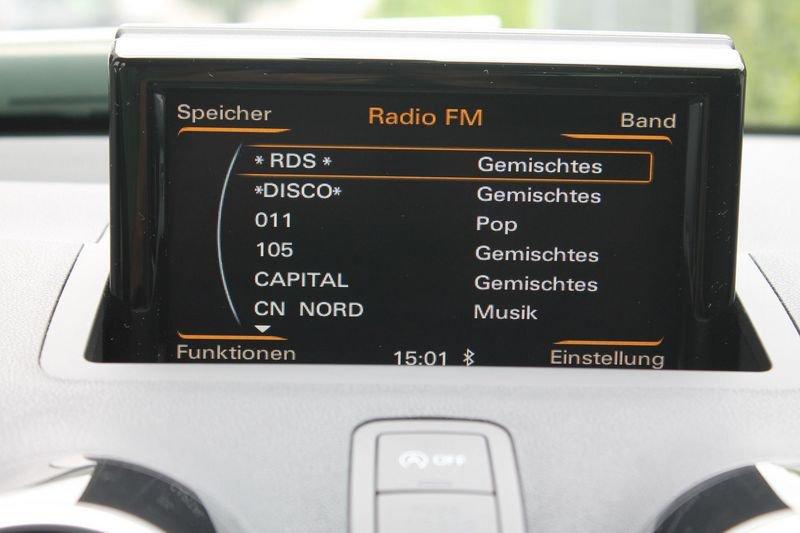 Speicher Radio FM Band
* RDS * Gemischtes
*DISCO* Gemischtes
011 Pop
105 Gemischtes
CAPITAL Gemischtes
CN NORD Musik
Funktionen 15:01 Einstellung
OFF